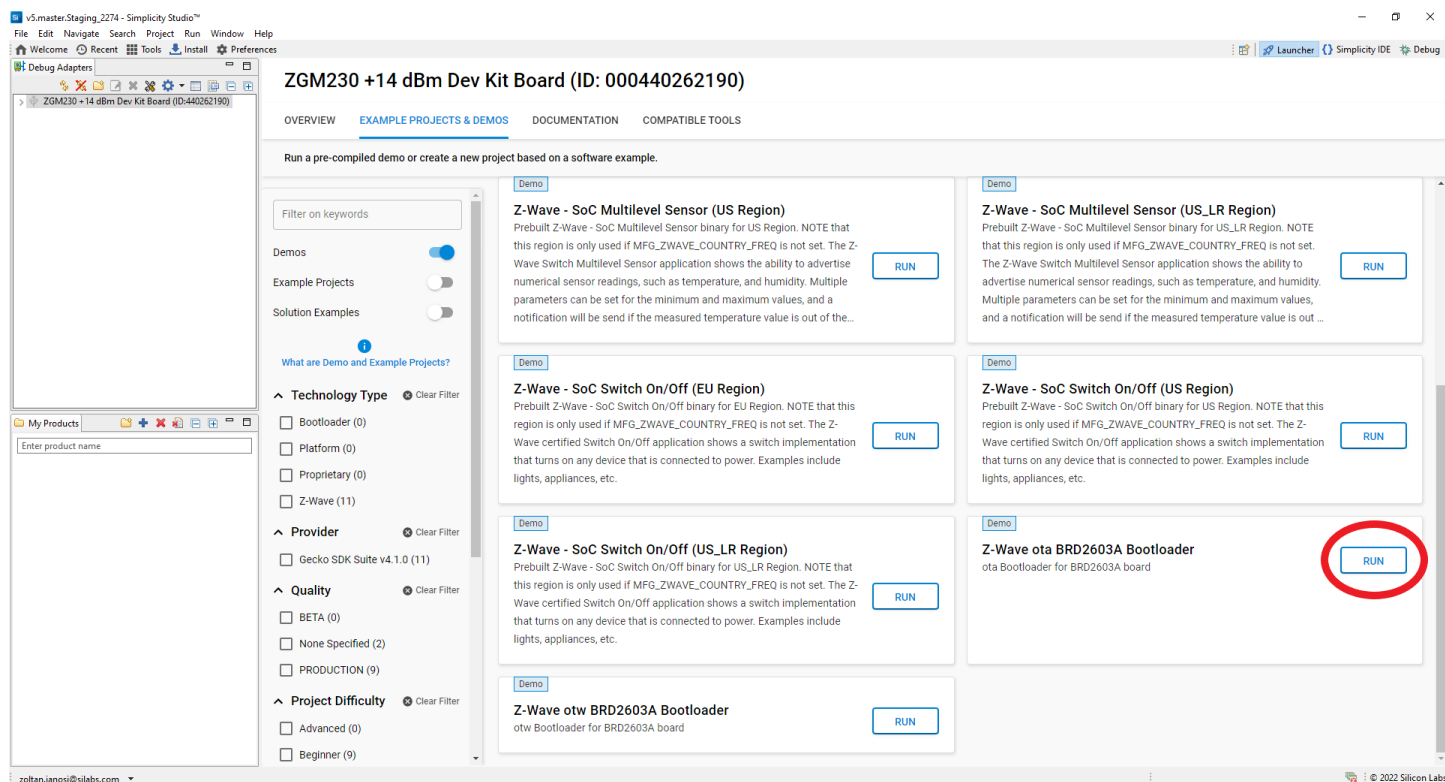 v5.master.Staging_2274 - Simplicity Studio™
File Edit Navigate Search Project Run Window Help
Welcome Recent Tools Install Preferences
Launcher Simplicity IDE Debug
Debug Adapters
ZGM230 +14 dBm Dev Kit Board (ID:440262190)
My Products
Enter product name
ZGM230 +14 dBm Dev Kit Board (ID: 000440262190)
OVERVIEW EXAMPLE PROJECTS & DEMOS DOCUMENTATION COMPATIBLE TOOLS
Run a pre-compiled demo or create a new project based on a software example.
Filter on keywords
Demos
Example Projects
Solution Examples
What are Demo and Example Projects?
Technology Type Clear Filter
Bootloader (0)
Platform (0)
Proprietary (0)
Z-Wave (11)
Provider Clear Filter
Gecko SDK Suite v4.1.0 (11)
Quality Clear Filter
BETA (0)
None Specified (2)
PRODUCTION (9)
Project Difficulty Clear Filter
Advanced (0)
Beginner (9)
Demo
Z-Wave - SoC Multilevel Sensor (US Region)
Prebuilt Z-Wave - SoC Multilevel Sensor binary for US Region. NOTE that
this region is only used if MFG_ZWAVE_COUNTRY_FREQ is not set. The Z-
Wave Switch Multilevel Sensor application shows the ability to advertise
numerical sensor readings, such as temperature, and humidity. Multiple
parameters can be set for the minimum and maximum values, and a
notification will be send if the measured temperature value is out of the...
RUN
Demo
Z-Wave - SoC Multilevel Sensor (US_LR Region)
Prebuilt Z-Wave - SoC Multilevel Sensor binary for US_LR Region. NOTE
that this region is only used if MFG_ZWAVE_COUNTRY_FREQ is not set.
The Z-Wave Switch Multilevel Sensor application shows the ability to
advertise numerical sensor readings, such as temperature, and humidity.
Multiple parameters can be set for the minimum and maximum values,
and a notification will be send if the measured temperature value is out ...
RUN
Demo
Z-Wave - SoC Switch On/Off (EU Region)
Prebuilt Z-Wave - SoC Switch On/Off binary for EU Region. NOTE that this
region is only used if MFG_ZWAVE_COUNTRY_FREQ is not set. The Z-
Wave certified Switch On/Off application shows a switch implementation
that turns on any device that is connected to power. Examples include
lights, appliances, etc.
RUN
Demo
Z-Wave - SoC Switch On/Off (US Region)
Prebuilt Z-Wave - SoC Switch On/Off binary for US Region. NOTE that this
region is only used if MFG_ZWAVE_COUNTRY_FREQ is not set. The Z-
Wave certified Switch On/Off application shows a switch implementation
that turns on any device that is connected to power. Examples include
lights, appliances, etc.
RUN
Demo
Z-Wave - SoC Switch On/Off (US_LR Region)
Prebuilt Z-Wave - SoC Switch On/Off binary for US_LR Region. NOTE that
this region is only used if MFG_ZWAVE_COUNTRY_FREQ is not set. The Z-
Wave certified Switch On/Off application shows a switch implementation
that turns on any device that is connected to power. Examples include
lights, appliances, etc.
RUN
Demo
Z-Wave ota BRD2603A Bootloader
ota Bootloader for BRD2603A board
RUN
Demo
Z-Wave otw BRD2603A Bootloader
otw Bootloader for BRD2603A board
RUN
zoltan.janosi@silabs.com
© 2022 Silicon Labs